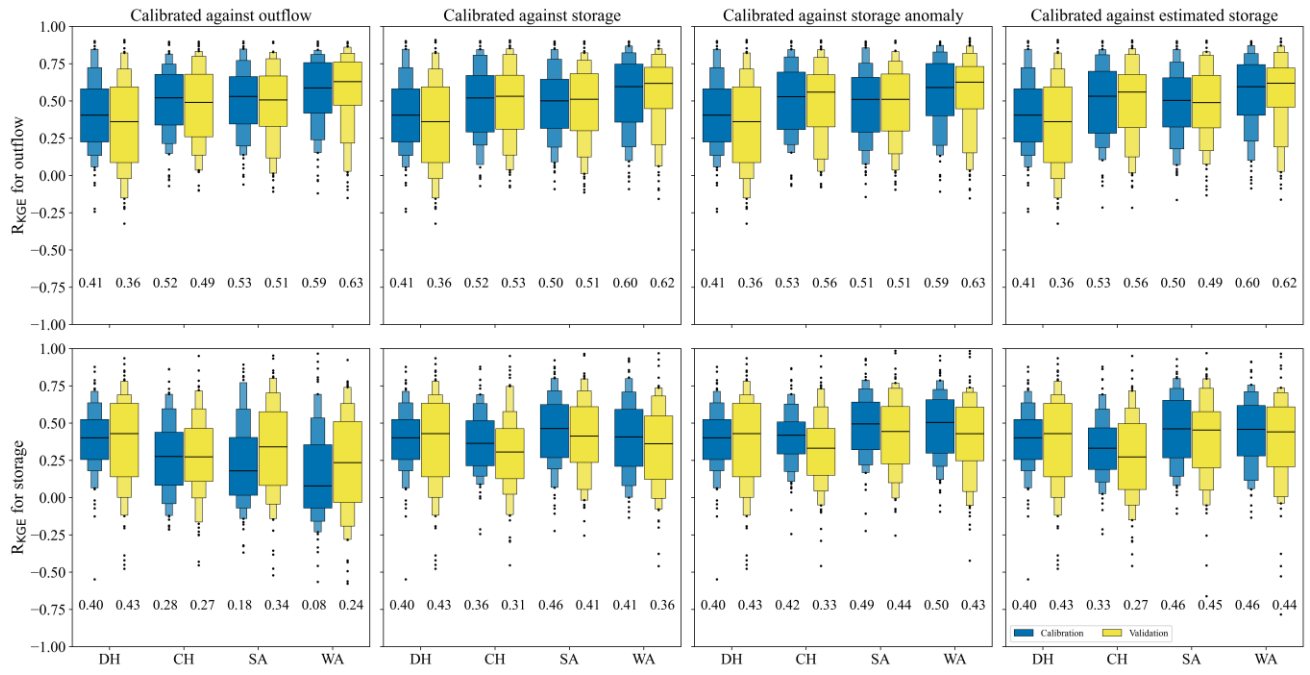 Calibrated against outflow
Calibrated against storage
Calibrated against storage anomaly
Calibrated against estimated storage
R_KGE for outflow
1.00
0.75
0.50
0.25
0.00
−0.25
−0.50
−0.75
−1.00
0.41 0.36 0.52 0.49 0.53 0.51 0.59 0.63
0.41 0.36 0.52 0.53 0.50 0.51 0.60 0.62
0.41 0.36 0.53 0.56 0.51 0.51 0.59 0.63
0.41 0.36 0.53 0.56 0.50 0.49 0.60 0.62
R_KGE for storage
1.00
0.75
0.50
0.25
0.00
−0.25
−0.50
−0.75
−1.00
0.40 0.43 0.28 0.27 0.18 0.34 0.08 0.24
0.40 0.43 0.36 0.31 0.46 0.41 0.41 0.36
0.40 0.43 0.42 0.33 0.49 0.44 0.50 0.43
0.40 0.43 0.33 0.27 0.46 0.45 0.46 0.44
Calibration Validation
DH CH SA WA
DH CH SA WA
DH CH SA WA
DH CH SA WA